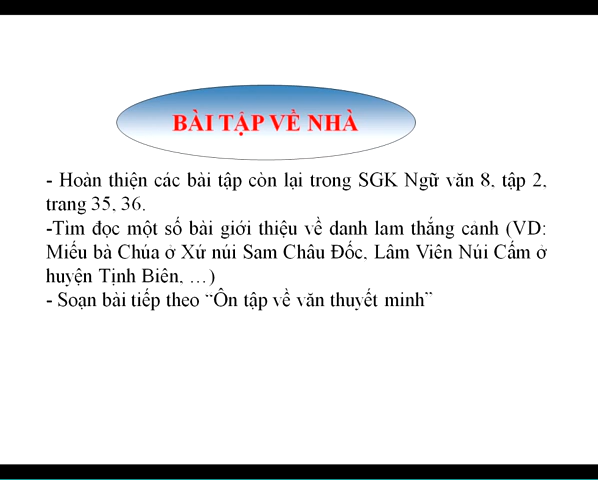 BÀI TẬP VỀ NHÀ
- Hoàn thiện các bài tập còn lại trong SGK Ngữ văn 8, tập 2,
trang 35, 36.
-Tìm đọc một số bài giới thiệu về danh lam thắng cảnh (VD:
Miếu bà Chúa ở Xứ núi Sam Châu Đốc, Lâm Viên Núi Cấm ở
huyện Tịnh Biên, …)
- Soạn bài tiếp theo "Ôn tập về văn thuyết minh"